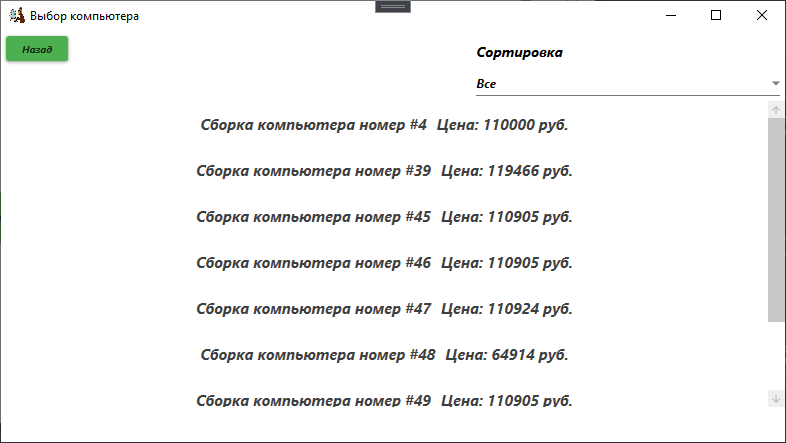 Выбор компьютера
Назад
Сортировка
Все
Сборка компьютера номер #4 Цена: 110000 руб.
Сборка компьютера номер #39 Цена: 119466 руб.
Сборка компьютера номер #45 Цена: 110905 руб.
Сборка компьютера номер #46 Цена: 110905 руб.
Сборка компьютера номер #47 Цена: 110924 руб.
Сборка компьютера номер #48 Цена: 64914 руб.
Сборка компьютера номер #49 Цена: 110905 руб.